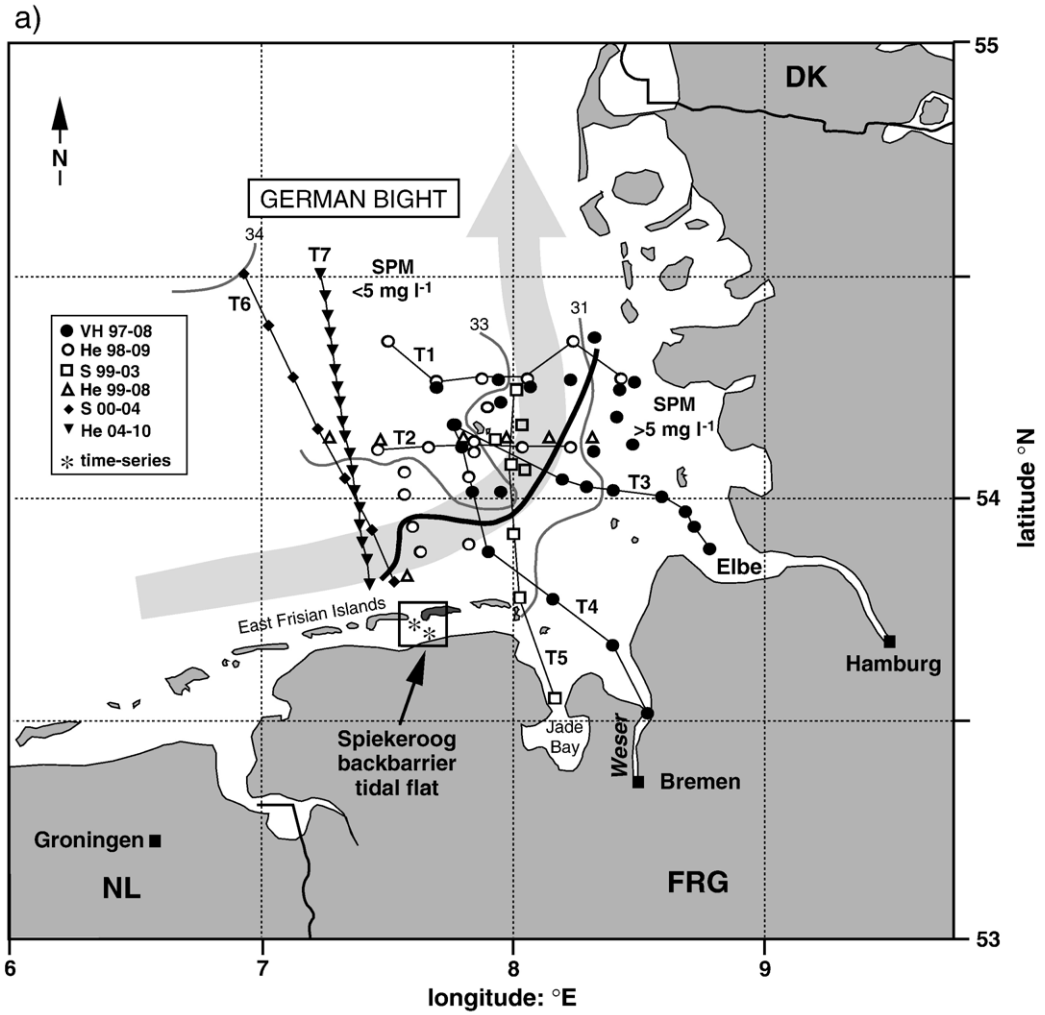 a)
55
DK
N
GERMAN BIGHT
34
T7
SPM
<5 mg l-1
T6
33
31
VH 97-08
He 98-09
S 99-03
He 99-08
S 00-04
He 04-10
time-series
T1
SPM
>5 mg l-1
T2
T3
54
latitude °N
Elbe
East Frisian Islands
T4
T5
Hamburg
Spiekeroog
backbarrier
tidal flat
Jade
Bay
Weser
Bremen
Groningen
NL
FRG
53
6
7
8
9
longitude: °E